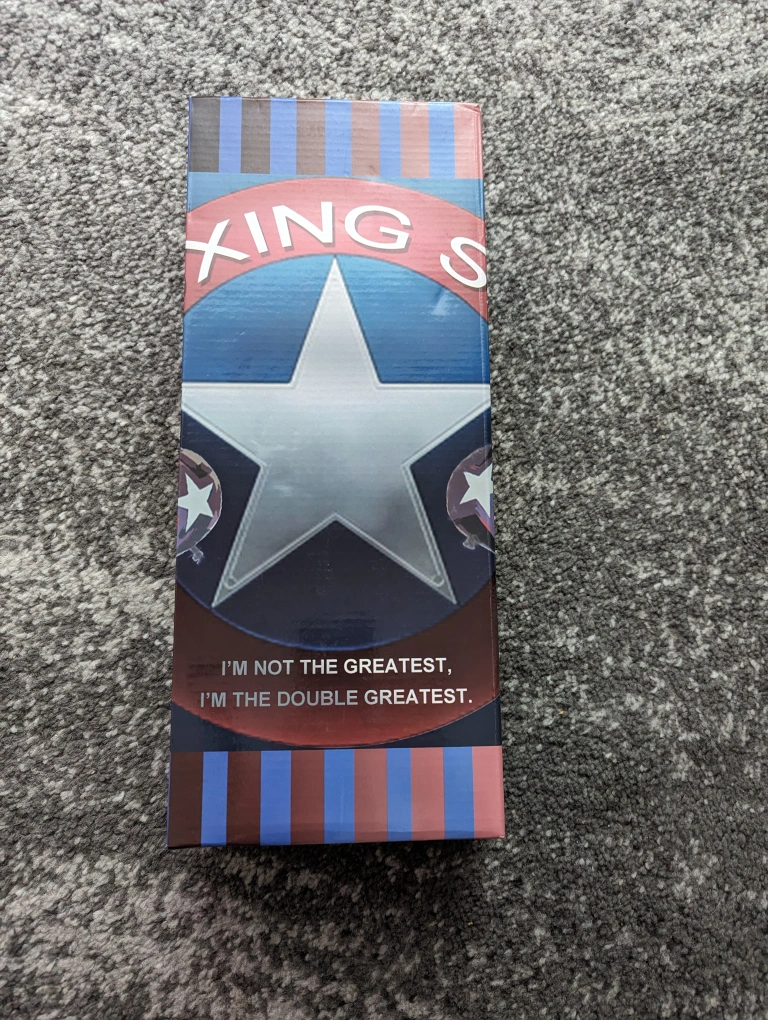 XING S
I'M NOT THE GREATEST,
I'M THE DOUBLE GREATEST.